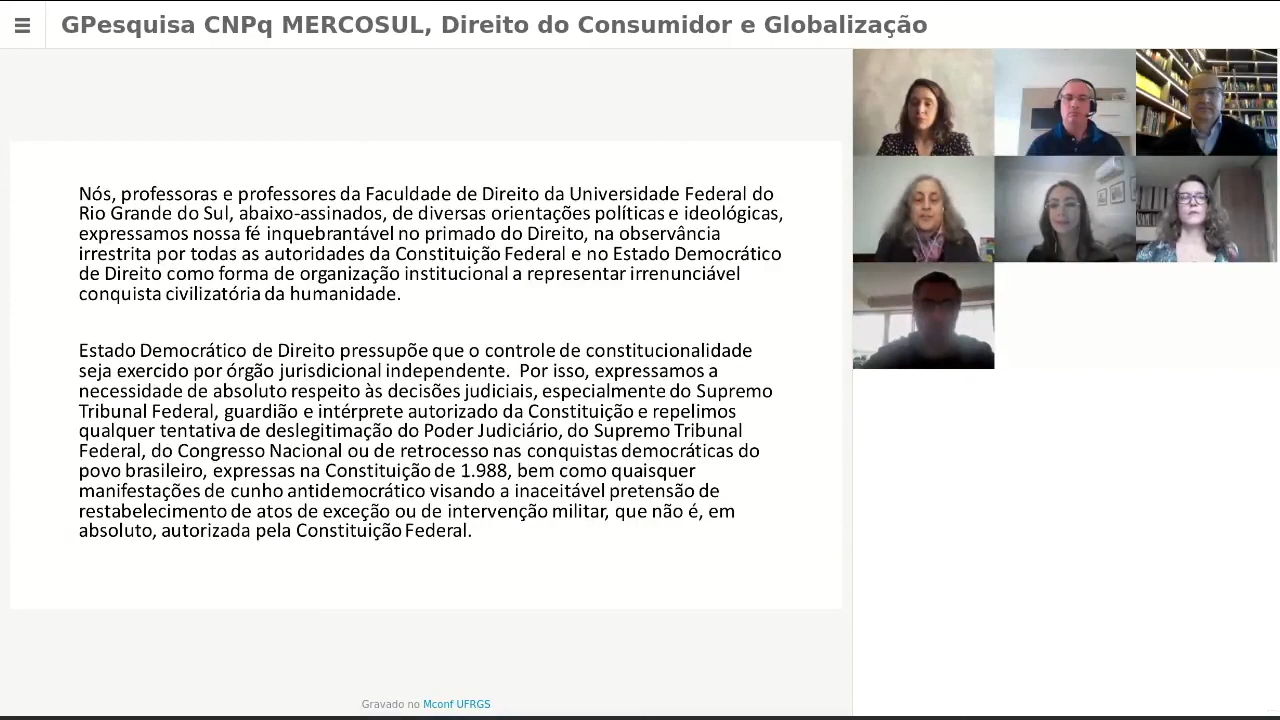 GPesquisa CNPq MERCOSUL, Direito do Consumidor e Globalização
Nós, professoras e professores da Faculdade de Direito da Universidade Federal do
Rio Grande do Sul, abaixo-assinados, de diversas orientações políticas e ideológicas,
expressamos nossa fé inquebrantável no primado do Direito, na observância
irrestrita por todas as autoridades da Constituição Federal e no Estado Democrático
de Direito como forma de organização institucional a representar irrenunciável
conquista civilizatória da humanidade.
Estado Democrático de Direito pressupõe que o controle de constitucionalidade
seja exercido por órgão jurisdicional independente. Por isso, expressamos a
necessidade de absoluto respeito às decisões judiciais, especialmente do Supremo
Tribunal Federal, guardião e intérprete autorizado da Constituição e repelimos
qualquer tentativa de deslegitimação do Poder Judiciário, do Supremo Tribunal
Federal, do Congresso Nacional ou de retrocesso nas conquistas democráticas do
povo brasileiro, expressas na Constituição de 1.988, bem como quaisquer
manifestações de cunho antidemocrático visando a inaceitável pretensão de
restabelecimento de atos de exceção ou de intervenção militar, que não é, em
absoluto, autorizada pela Constituição Federal.
Gravado no Mconf UFRGS